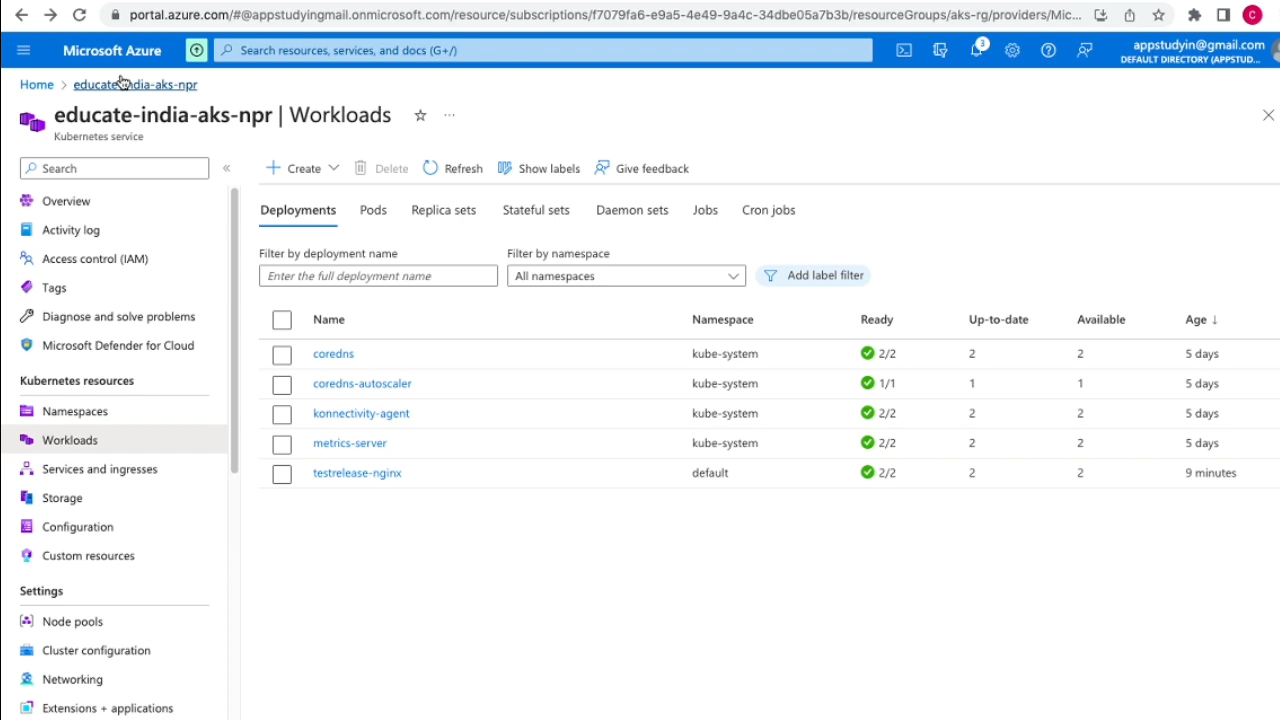 portal.azure.com/#@appstudyingmail.onmicrosoft.com/resource/subscriptions/f7079fa6-e9a5-4e49-9a4c-34dbe05a7b3b/resourceGroups/aks-rg/providers/Mic...
C
Microsoft Azure
Search resources, services, and docs (G+/)
3
appstudyin@gmail.com
DEFAULT DIRECTORY (APPSTUD...
Home > educate-india-aks-npr
educate-india-aks-npr | Workloads
...
Kubernetes service
Search
«
Create
Delete
Refresh
Show labels
Give feedback
Overview
Activity log
Access control (IAM)
Tags
Diagnose and solve problems
Microsoft Defender for Cloud
Kubernetes resources
Namespaces
Workloads
Services and ingresses
Storage
Configuration
Custom resources
Settings
Node pools
Cluster configuration
Networking
Extensions + applications
Deployments Pods Replica sets Stateful sets Daemon sets Jobs Cron jobs
Filter by deployment name Filter by namespace
Enter the full deployment name All namespaces Add label filter
Name Namespace Ready Up-to-date Available Age ↓
coredns kube-system 2/2 2 2 5 days
coredns-autoscaler kube-system 1/1 1 1 5 days
konnectivity-agent kube-system 2/2 2 2 5 days
metrics-server kube-system 2/2 2 2 5 days
testrelease-nginx default 2/2 2 2 9 minutes